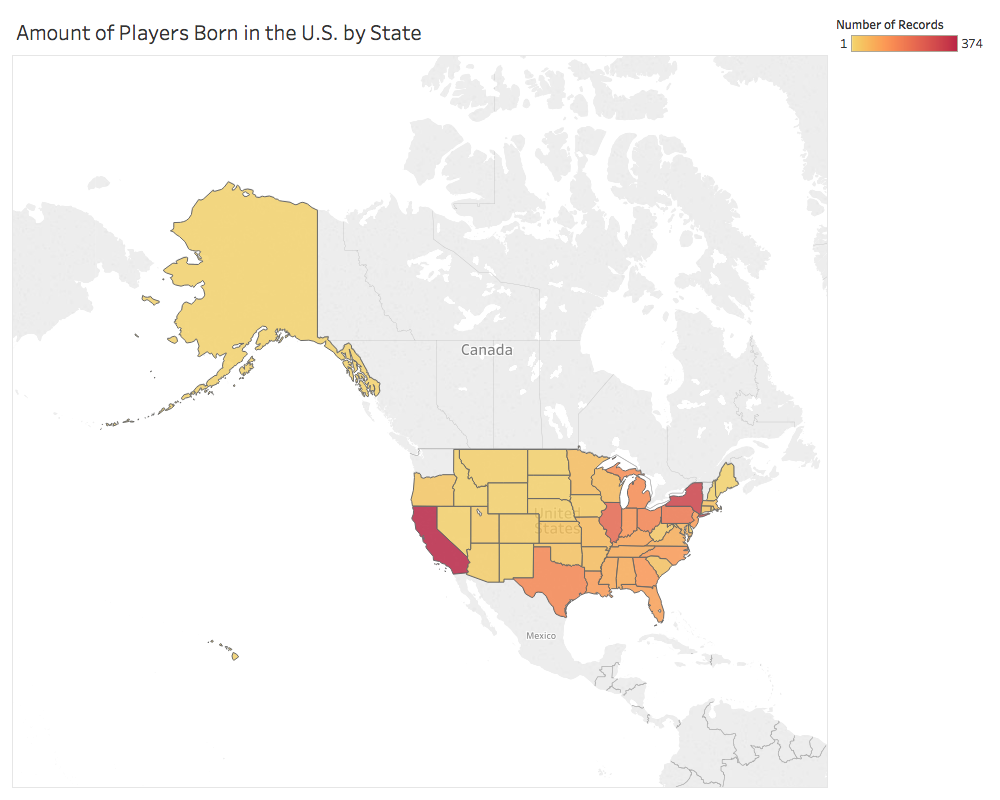 Amount of Players Born in the U.S. by State
Number of Records
1
374
Canada
United
States
Mexico